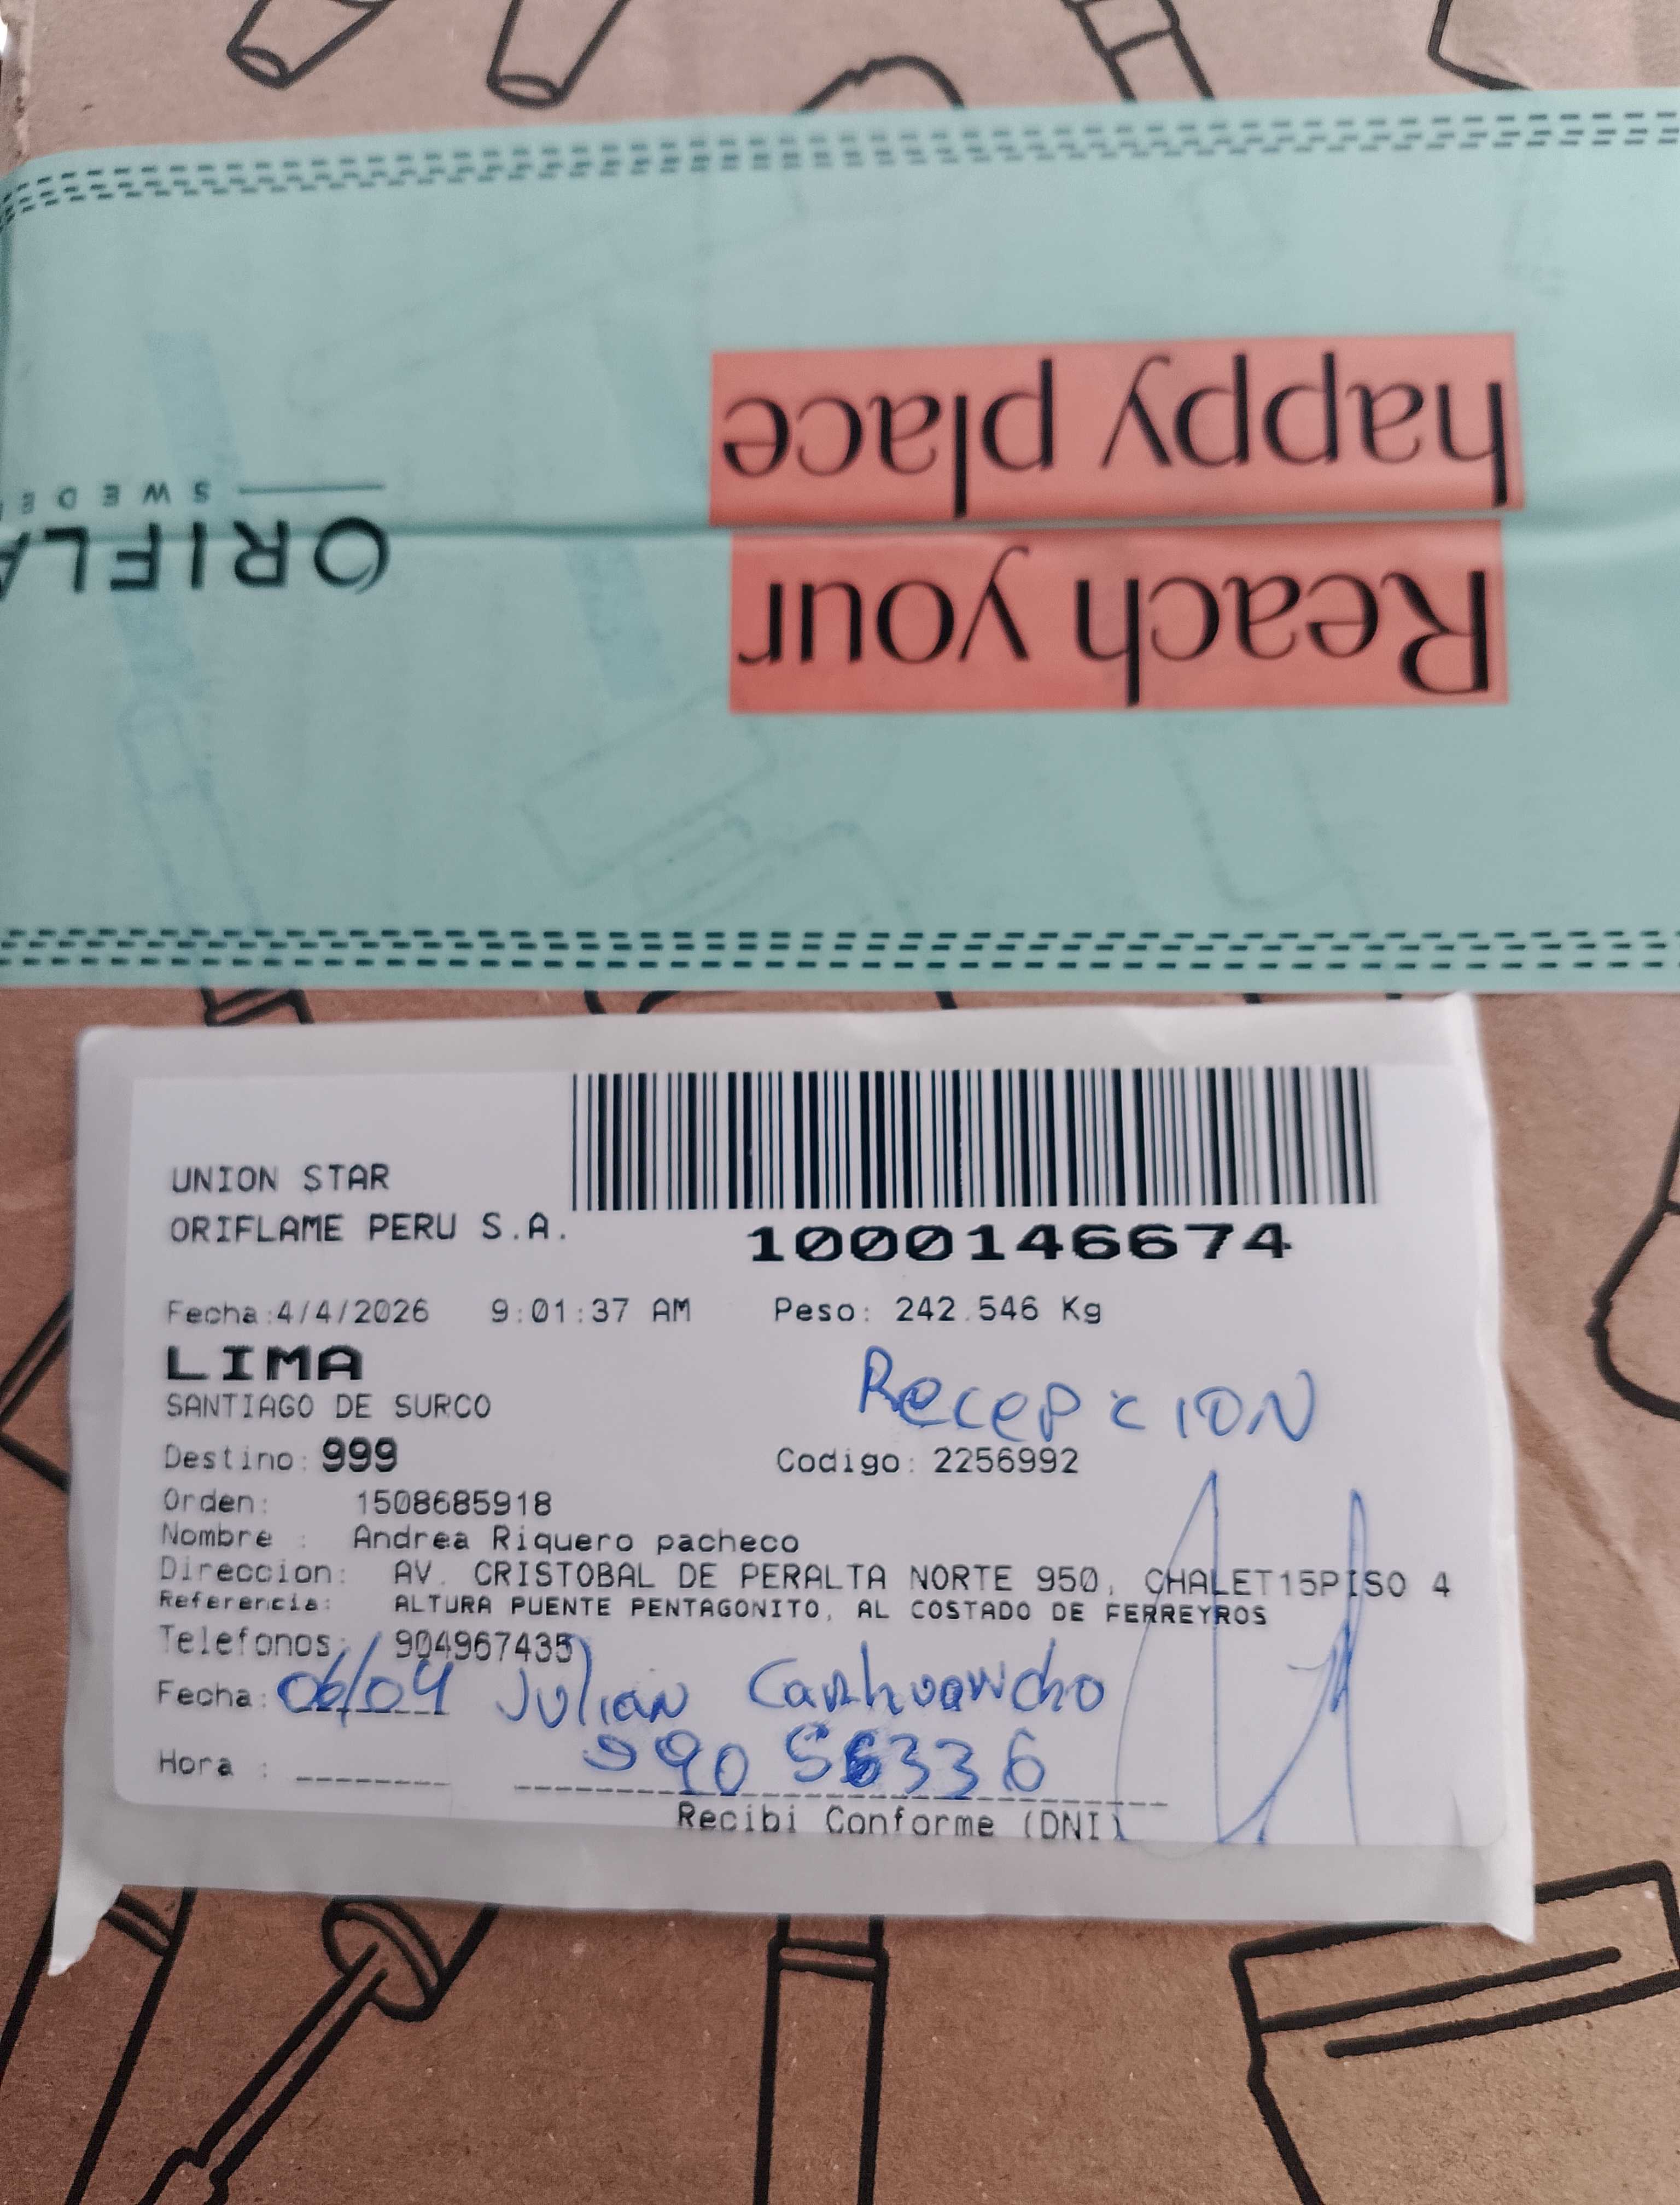 happy place
Reach your
SWEDE
ORIFLA
UNION STAR
ORIFLAME PERU S.A.
1000146674
Fecha:4/4/2026 9:01:37 AM Peso: 242.546 Kg
LIMA
RECEPCION
SANTIAGO DE SURCO
Destino: 999 Codigo: 2256992
Orden: 1508685918
Nombre : Andrea Riquero pacheco
Direccion: AV. CRISTOBAL DE PERALTA NORTE 950, CHALET15PISO 4
Referencia: ALTURA PUENTE PENTAGONITO, AL COSTADO DE FERREYROS
Telefonos: 904967435
Fecha: 06/04 Julian Carhuancho
Hora :
Recibi Conforme (DNI)